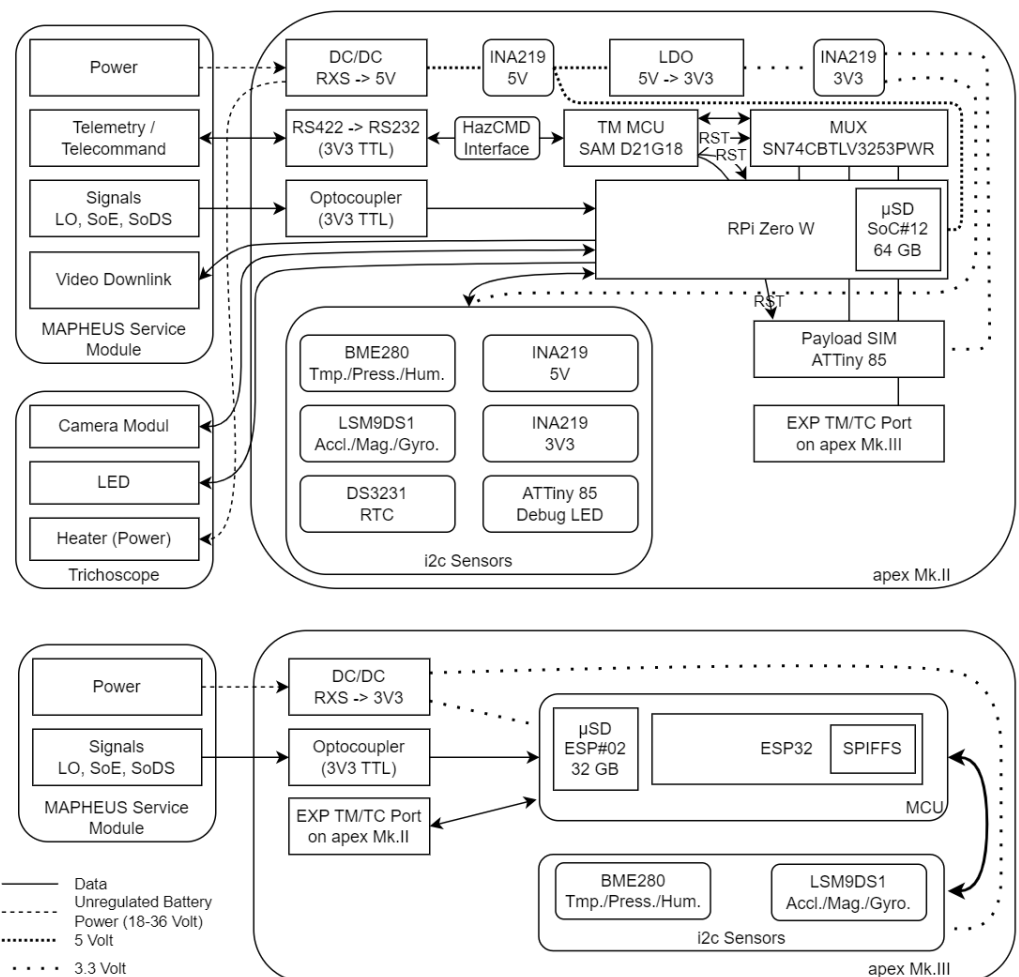 Power
Telemetry /
Telecommand
Signals
LO, SoE, SoDS
Video Downlink
MAPHEUS Service
Module
Camera Modul
LED
Heater (Power)
Trichoscope
DC/DC
RXS -> 5V
INA219
5V
LDO
5V -> 3V3
INA219
3V3
RS422 -> RS232
(3V3 TTL)
HazCMD
Interface
TM MCU
SAM D21G18
RST
RST
MUX
SN74CBTLV3253PWR
Optocoupler
(3V3 TTL)
RPi Zero W
µSD
SoC#12
64 GB
RST
Payload SIM
ATTiny 85
EXP TM/TC Port
on apex Mk.III
BME280
Tmp./Press./Hum.
INA219
5V
LSM9DS1
Accl./Mag./Gyro.
INA219
3V3
DS3231
RTC
ATTiny 85
Debug LED
i2c Sensors
apex Mk.II
Power
Signals
LO, SoE, SoDS
MAPHEUS Service
Module
DC/DC
RXS -> 3V3
Optocoupler
(3V3 TTL)
EXP TM/TC Port
on apex Mk.II
µSD
ESP#02
32 GB
ESP32
SPIFFS
MCU
BME280
Tmp./Press./Hum.
LSM9DS1
Accl./Mag./Gyro.
i2c Sensors
apex Mk.III
Data
Unregulated Battery
Power (18-36 Volt)
5 Volt
3.3 Volt